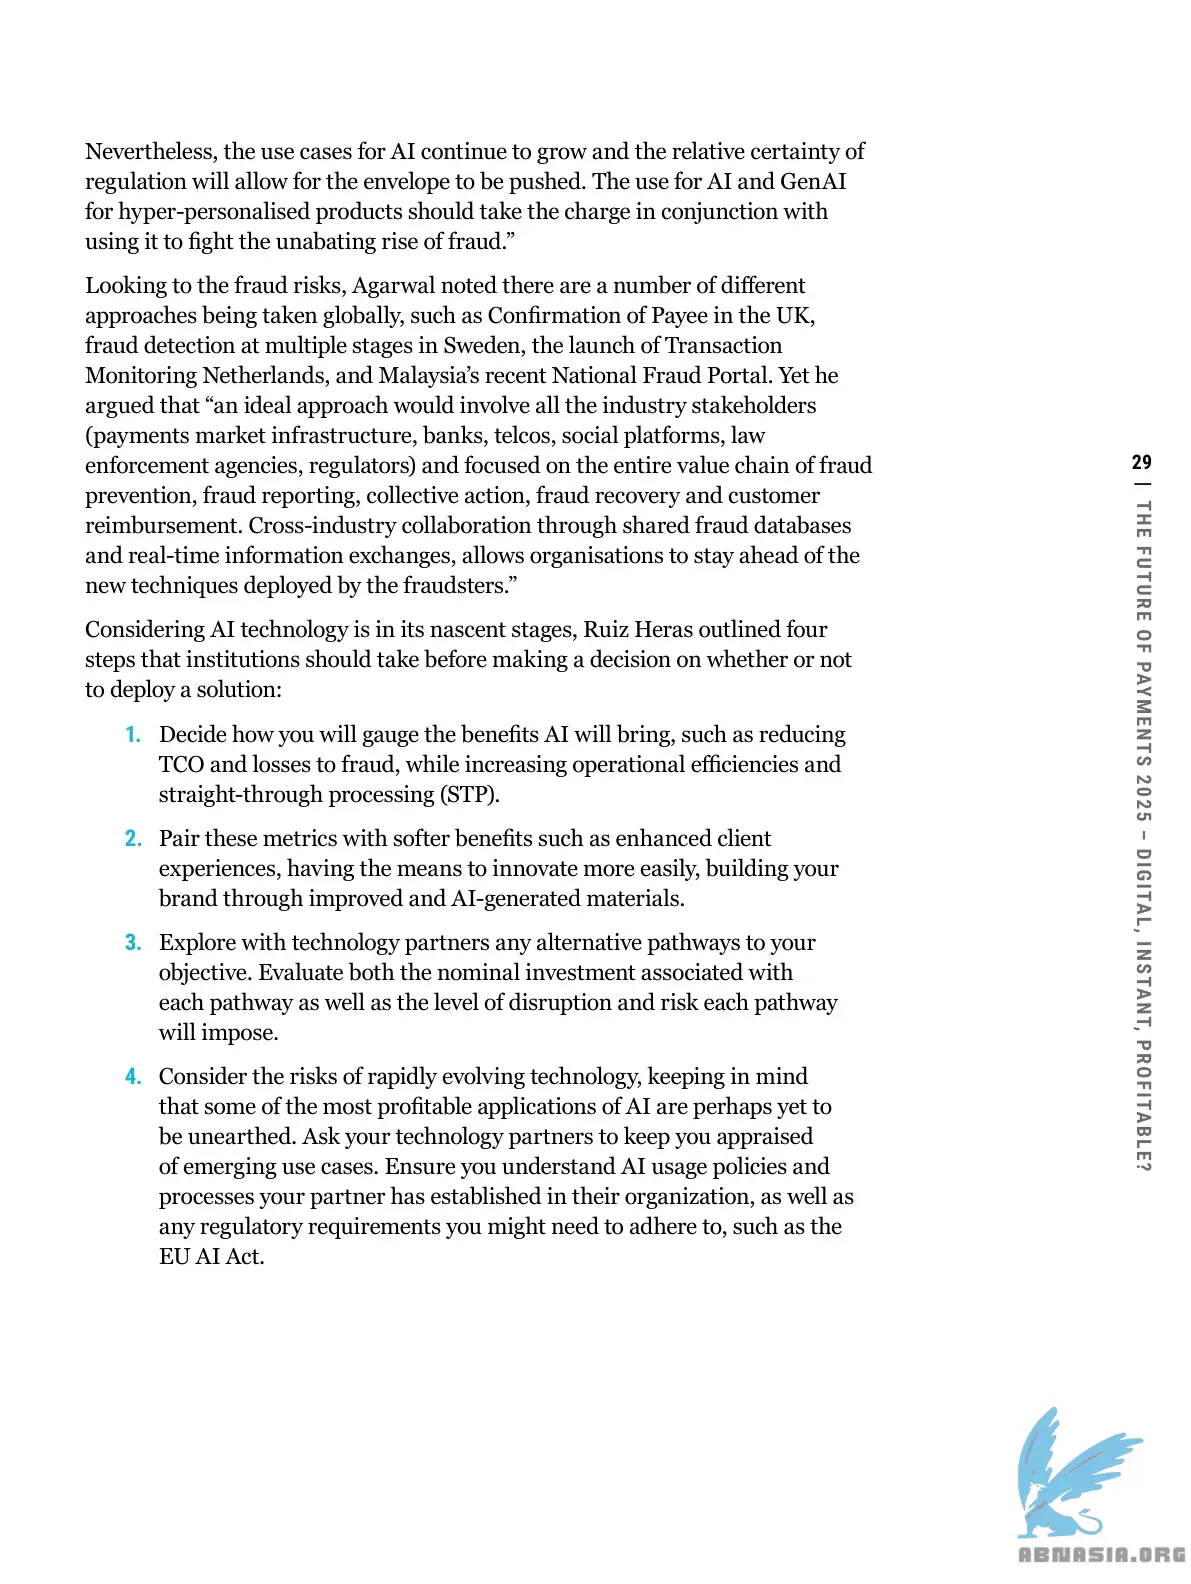 Nevertheless, the use cases for AI continue to grow and the relative certainty of
regulation will allow for the envelope to be pushed. The use for AI and GenAI
for hyper-personalised products should take the charge in conjunction with
using it to fight the unabating rise of fraud.”
Looking to the fraud risks, Agarwal noted there are a number of different
approaches being taken globally, such as Confirmation of Payee in the UK,
fraud detection at multiple stages in Sweden, the launch of Transaction
Monitoring Netherlands, and Malaysia’s recent National Fraud Portal. Yet he
argued that “an ideal approach would involve all the industry stakeholders
(payments market infrastructure, banks, telcos, social platforms, law
enforcement agencies, regulators) and focused on the entire value chain of fraud
prevention, fraud reporting, collective action, fraud recovery and customer
reimbursement. Cross-industry collaboration through shared fraud databases
and real-time information exchanges, allows organisations to stay ahead of the
new techniques deployed by the fraudsters.”
Considering AI technology is in its nascent stages, Ruiz Heras outlined four
steps that institutions should take before making a decision on whether or not
to deploy a solution:
1. Decide how you will gauge the benefits AI will bring, such as reducing
TCO and losses to fraud, while increasing operational efficiencies and
straight-through processing (STP).
2. Pair these metrics with softer benefits such as enhanced client
experiences, having the means to innovate more easily, building your
brand through improved and AI-generated materials.
3. Explore with technology partners any alternative pathways to your
objective. Evaluate both the nominal investment associated with
each pathway as well as the level of disruption and risk each pathway
will impose.
4. Consider the risks of rapidly evolving technology, keeping in mind
that some of the most profitable applications of AI are perhaps yet to
be unearthed. Ask your technology partners to keep you appraised
of emerging use cases. Ensure you understand AI usage policies and
processes your partner has established in their organization, as well as
any regulatory requirements you might need to adhere to, such as the
EU AI Act.
29
THE FUTURE OF PAYMENTS 2025 – DIGITAL, INSTANT, PROFITABLE?
ABNASIA.ORG